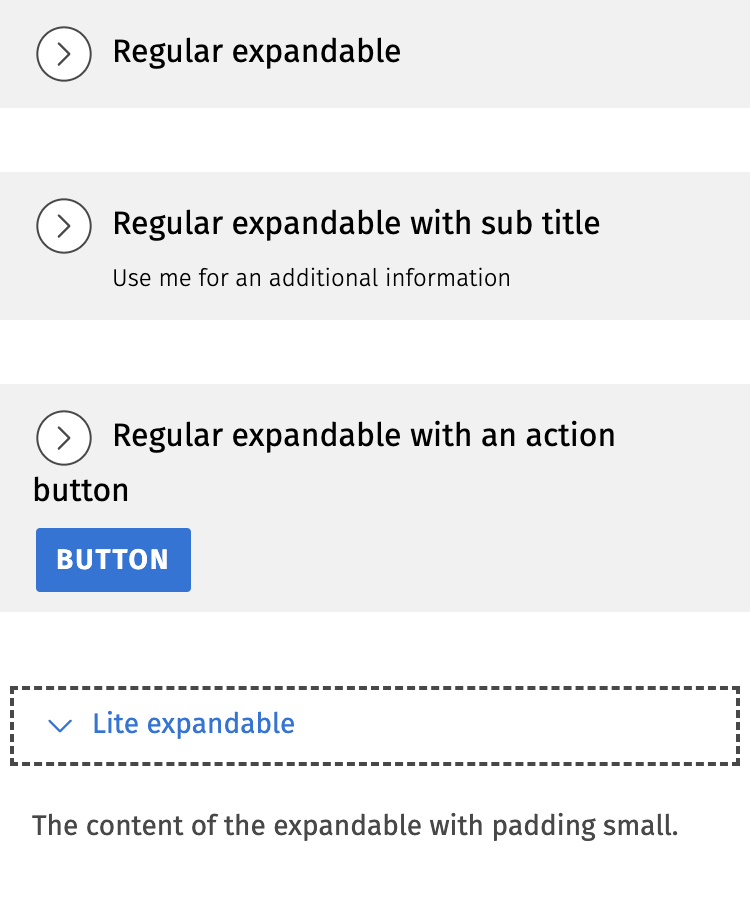 Regular expandable
Regular expandable with sub title
Use me for an additional information
Regular expandable with an action
button
BUTTON
Lite expandable
The content of the expandable with padding small.